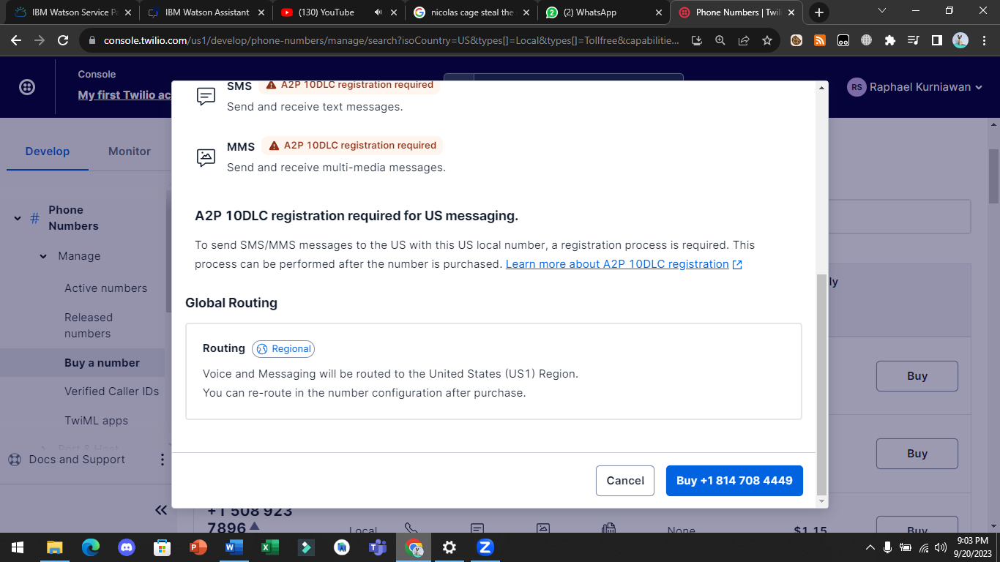 IBM Watson Service Pa
IBM Watson Assistant
(130) YouTube
nicolas cage steal the
(2) WhatsApp
Phone Numbers | Twil
console.twilio.com/us1/develop/phone-numbers/manage/search?isoCountry=US&types[]=Local&types[]=Tollfree&capabilitie...
Console
My first Twilio ac
RS Raphael Kurniawan
Develop
Monitor
# Phone
Numbers
Manage
Active numbers
Released
numbers
Buy a number
Verified Caller IDs
TwiML apps
Port & Host
Docs and Support
SMS A2P 10DLC registration required
Send and receive text messages.
MMS A2P 10DLC registration required
Send and receive multi-media messages.
A2P 10DLC registration required for US messaging.
To send SMS/MMS messages to the US with this US local number, a registration process is required. This
process can be performed after the number is purchased. Learn more about A2P 10DLC registration
Global Routing
Routing Regional
Voice and Messaging will be routed to the United States (US1) Region.
You can re-route in the number configuration after purchase.
Cancel
Buy +1 814 708 4449
ly
Buy
Buy
+1 508 923
7896
Local
None
$1.15
Buy
9:03 PM
9/20/2023